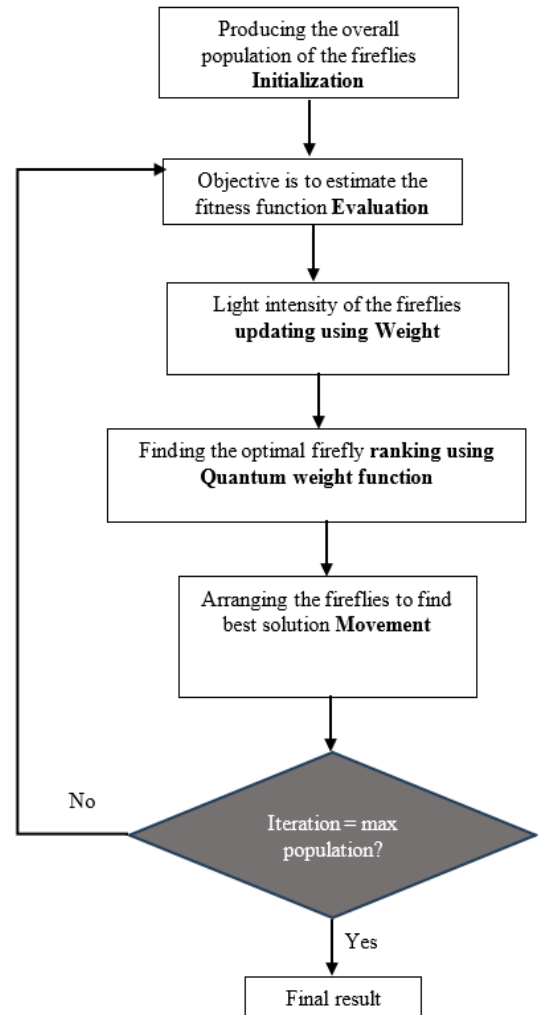 Producing the overall
population of the fireflies
Initialization
Objective is to estimate the
fitness function Evaluation
Light intensity of the fireflies
updating using Weight
Finding the optimal firefly ranking using
Quantum weight function
Arranging the fireflies to find
best solution Movement
No
Iteration = max
population?
Yes
Final result